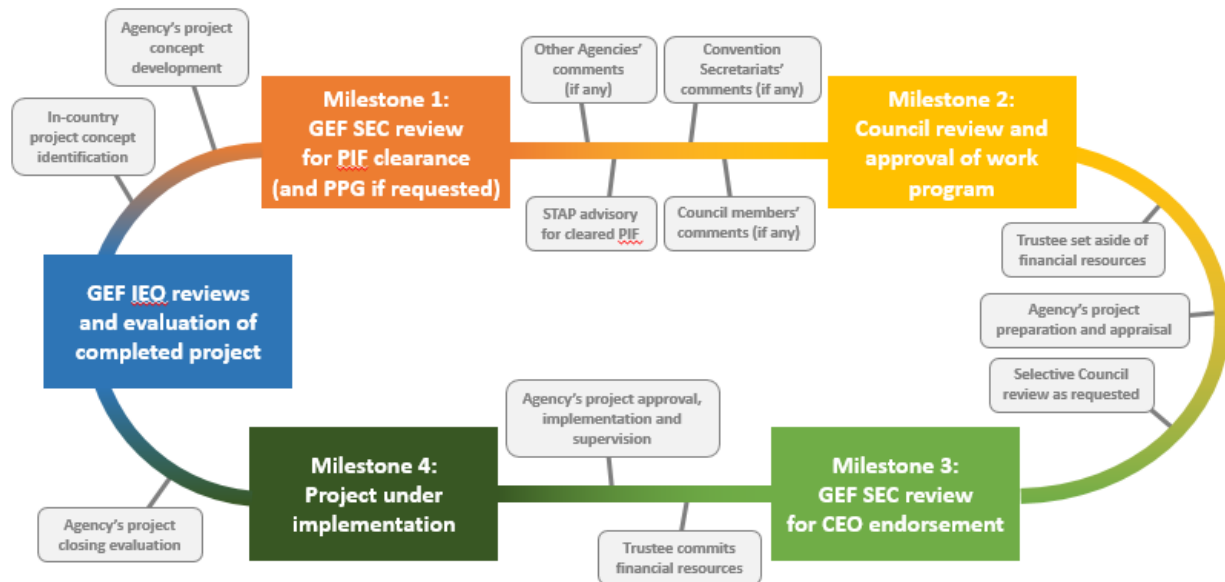 Agency's project
concept
development
In-country
project concept
identification
Milestone 1:
GEF SEC review
for PIF clearance
(and PPG if requested)
Other Agencies'
comments
(if any)
Convention
Secretariats'
comments (if any)
STAP advisory
for cleared PIF
Council members'
comments (if any)
Milestone 2:
Council review and
approval of work
program
Trustee set aside of
financial resources
Agency's project
preparation and appraisal
Selective Council
review as requested
Milestone 3:
GEF SEC review
for CEO endorsement
Agency's project approval,
implementation and
supervision
Trustee commits
financial resources
Milestone 4:
Project under
implementation
Agency's project
closing evaluation
GEF IEO reviews
and evaluation of
completed project